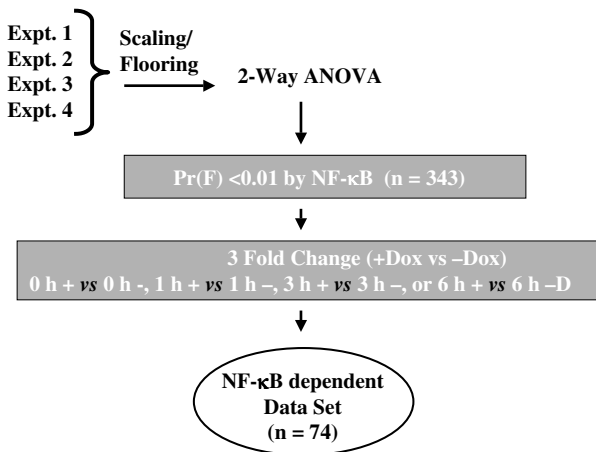 Expt. 1
Expt. 2
Expt. 3
Expt. 4
Scaling/
Flooring
2-Way ANOVA
Pr(F) <0.01 by NF-κB (n = 343)
3 Fold Change (+Dox vs –Dox)
0 h + vs 0 h -, 1 h + vs 1 h –, 3 h + vs 3 h –, or 6 h + vs 6 h –D
NF-κB dependent
Data Set
(n = 74)